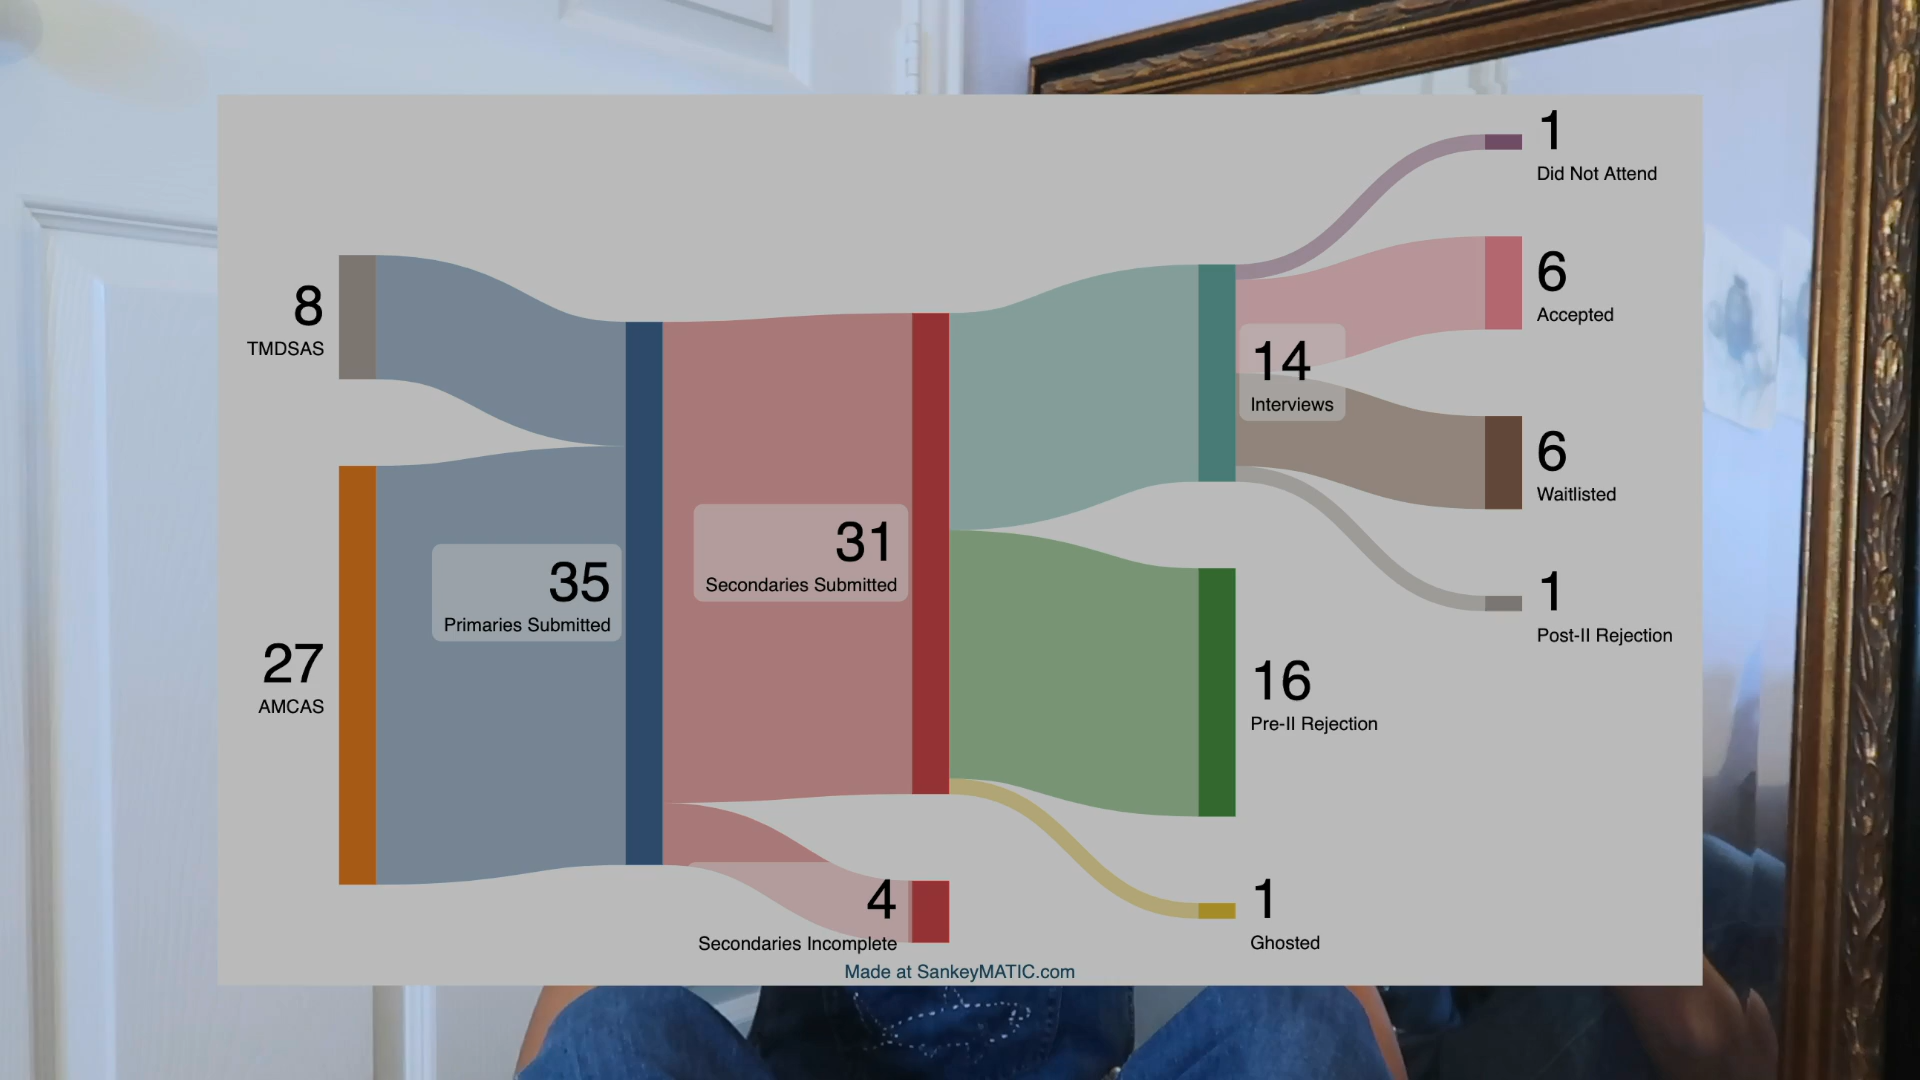 1
Did Not Attend
8
TMDSAS
6
Accepted
14
Interviews
6
Waitlisted
35
Primaries Submitted
31
Secondaries Submitted
1
Post-II Rejection
27
AMCAS
16
Pre-II Rejection
4
Secondaries Incomplete
1
Ghosted
Made at SankeyMATIC.com